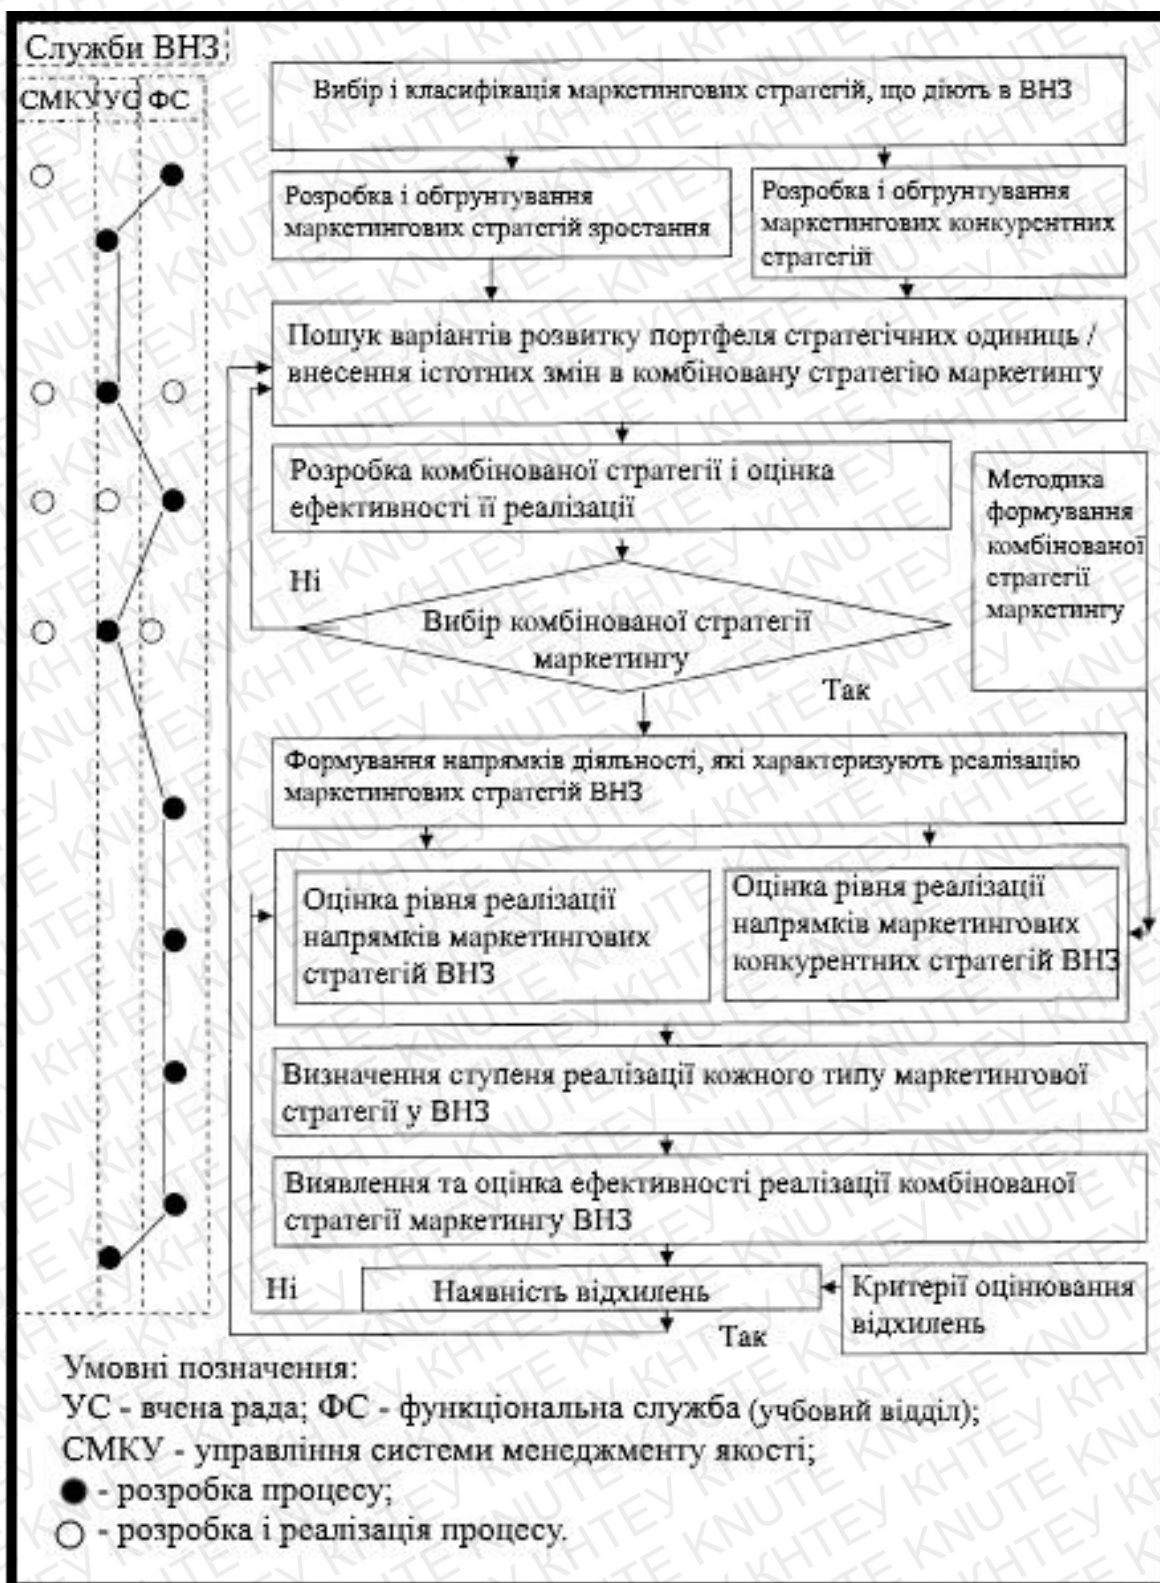 Служби ВНЗ
СМКУ УС ФС
Вибір і класифікація маркетингових стратегій, що діють в ВНЗ
Розробка і обгрунтування
маркетингових стратегій зростання
Розробка і обгрунтування
маркетингових конкурентних
стратегій
Пошук варіантів розвитку портфеля стратегічних одиниць /
внесення істотних змін в комбіновану стратегію маркетингу
Розробка комбінованої стратегії і оцінка
ефективності її реалізації
Методика
формування
комбінованої
стратегії
маркетингу
Ні
Вибір комбінованої стратегії
маркетингу
Так
Формування напрямків діяльності, які характеризують реалізацію
маркетингових стратегій ВНЗ
Оцінка рівня реалізації
напрямків маркетингових
стратегій ВНЗ
Оцінка рівня реалізації
напрямків маркетингових
конкурентних стратегій ВНЗ
Визначення ступеня реалізації кожного типу маркетингової
стратегії у ВНЗ
Виявлення та оцінка ефективності реалізації комбінованої
стратегії маркетингу ВНЗ
Ні
Наявність відхилень
Критерії оцінювання
відхилень
Так
Умовні позначення:
УС - вчена рада; ФС - функціональна служба (учбовий відділ);
СМКУ - управління системи менеджменту якості;
- розробка процесу;
- розробка і реалізація процесу.